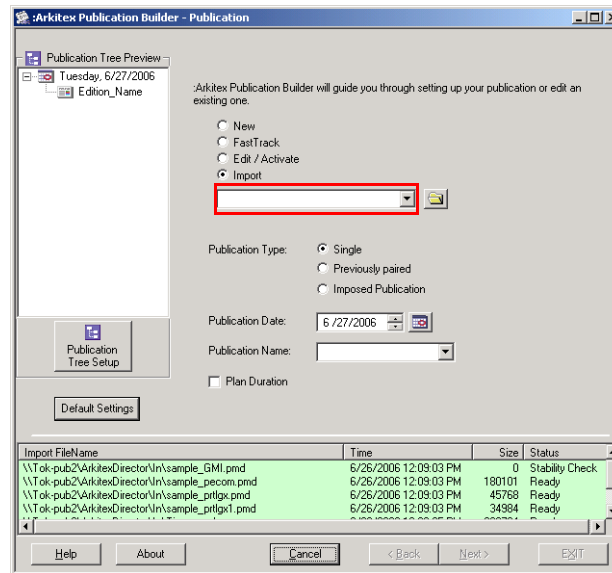 :Arkitex Publication Builder - Publication
Publication Tree Preview
Tuesday, 6/27/2006
Edition_Name
:Arkitex Publication Builder will guide you through setting up your publication or edit an
existing one.
New
FastTrack
Edit / Activate
Import
Publication Type:
Single
Previously paired
Imposed Publication
Publication Date:
6 /27/2006
Publication Name:
Plan Duration
Publication
Tree Setup
Default Settings
Import FileName Time Size Status
\\Tok-pub2\ArkitexDirector\In\sample_GMI.pmd 6/26/2006 12:09:03 PM 0 Stability Check
\\Tok-pub2\ArkitexDirector\In\sample_pecom.pmd 6/26/2006 12:09:03 PM 180101 Ready
\\Tok-pub2\ArkitexDirector\In\sample_prtlgx.pmd 6/26/2006 12:09:03 PM 45768 Ready
\\Tok-pub2\ArkitexDirector\In\sample_prtlgx1.pmd 6/26/2006 12:09:03 PM 34984 Ready
Help About Cancel < Back Next > EXIT